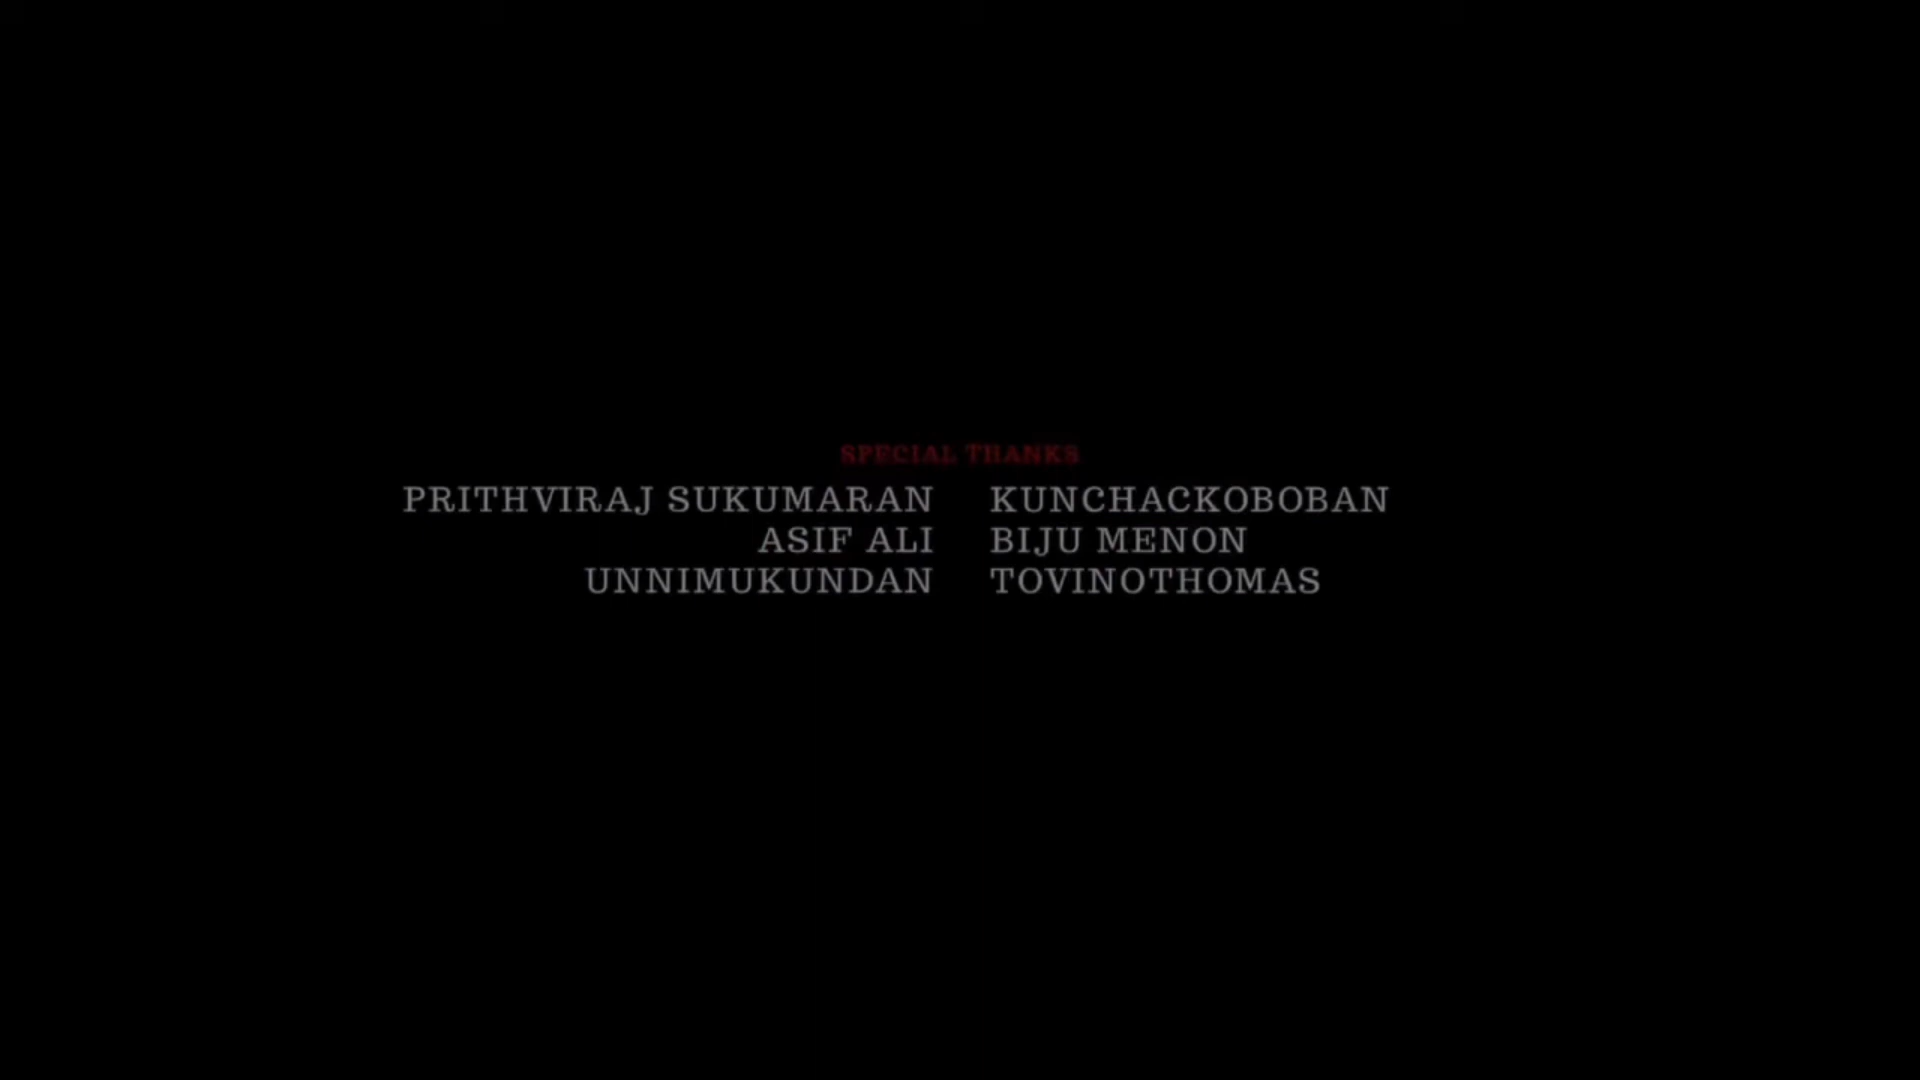 SPECIAL THANKS
PRITHVIRAJ SUKUMARAN KUNCHACKOBOBAN
ASIF ALI BIJU MENON
UNNIMUKUNDAN TOVINOTHOMAS